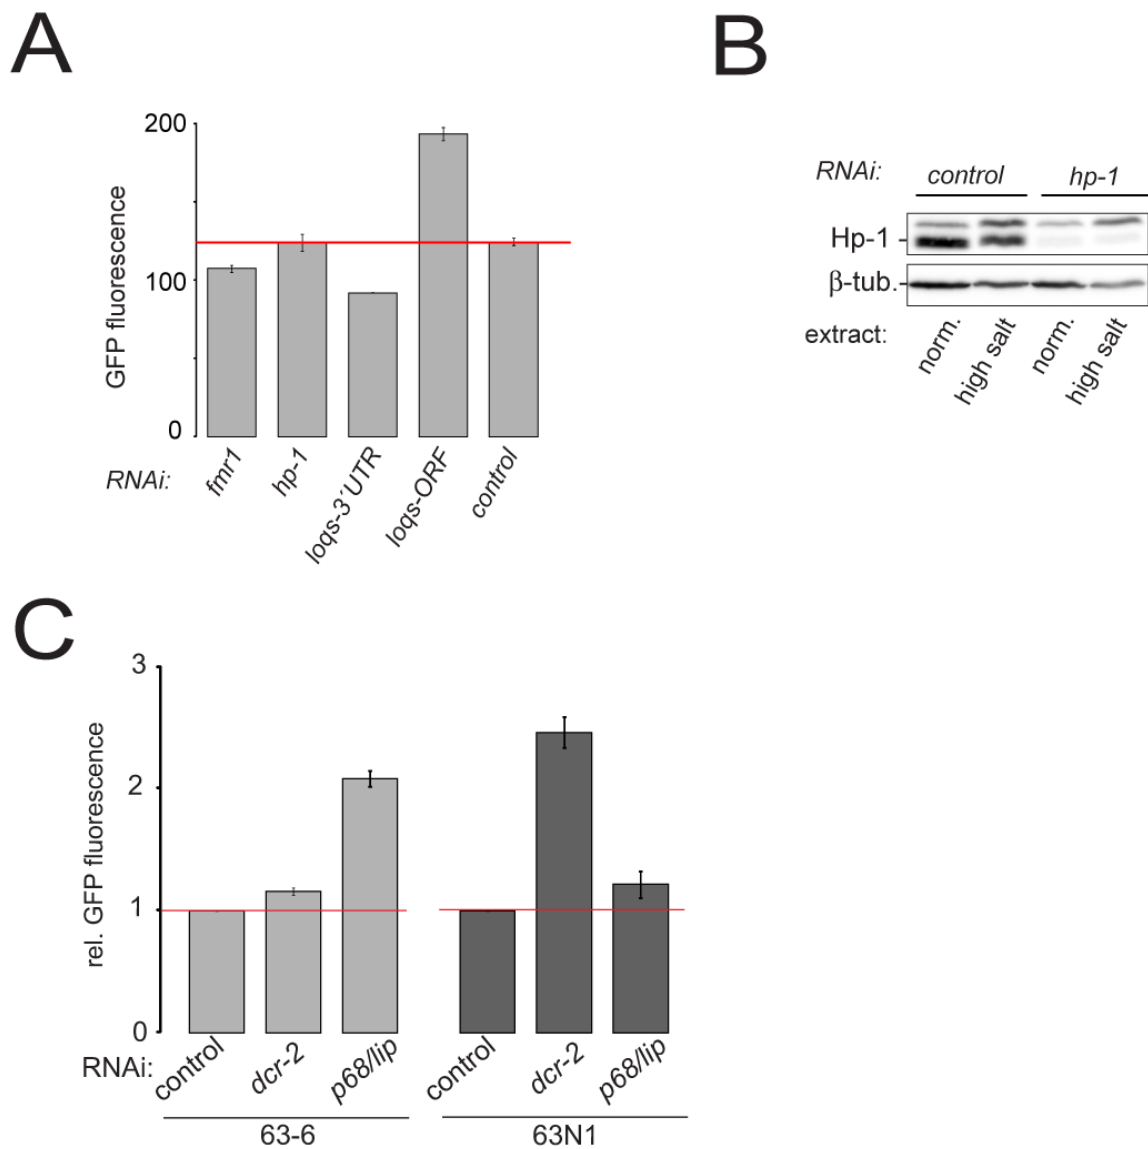 A
200
100
0
GFP fluorescence
RNAi:
fmr1
hp-1
loqs-3´UTR
loqs-ORF
control
B
RNAi:
control
hp-1
Hp-1
β-tub.
extract:
norm.
high salt
norm.
high salt
C
3
2
1
0
rel. GFP fluorescence
RNAi:
control
dcr-2
p68/lip
control
dcr-2
p68/lip
63-6
63N1